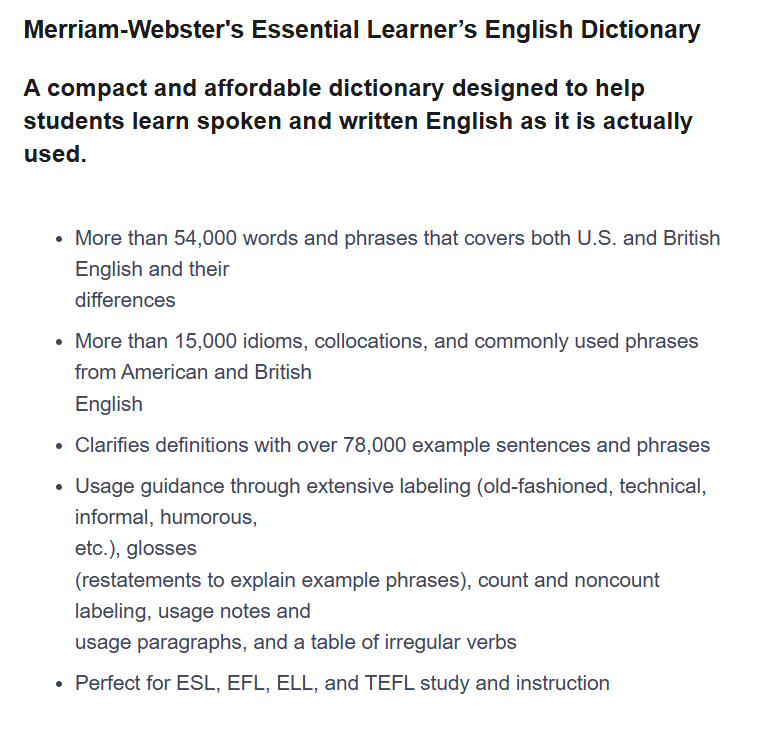 Merriam-Webster's Essential Learner’s English Dictionary
A compact and affordable dictionary designed to help
students learn spoken and written English as it is actually
used.
• More than 54,000 words and phrases that covers both U.S. and British
English and their
differences
• More than 15,000 idioms, collocations, and commonly used phrases
from American and British
English
• Clarifies definitions with over 78,000 example sentences and phrases
• Usage guidance through extensive labeling (old-fashioned, technical,
informal, humorous,
etc.), glosses
(restatements to explain example phrases), count and noncount
labeling, usage notes and
usage paragraphs, and a table of irregular verbs
• Perfect for ESL, EFL, ELL, and TEFL study and instruction